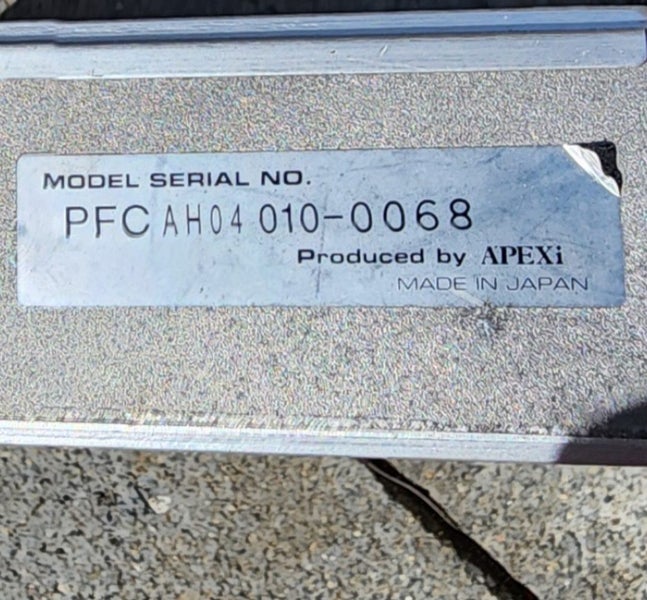 MODEL SERIAL NO.
PFC AH04 010-0068
Produced by APEXi
MADE IN JAPAN